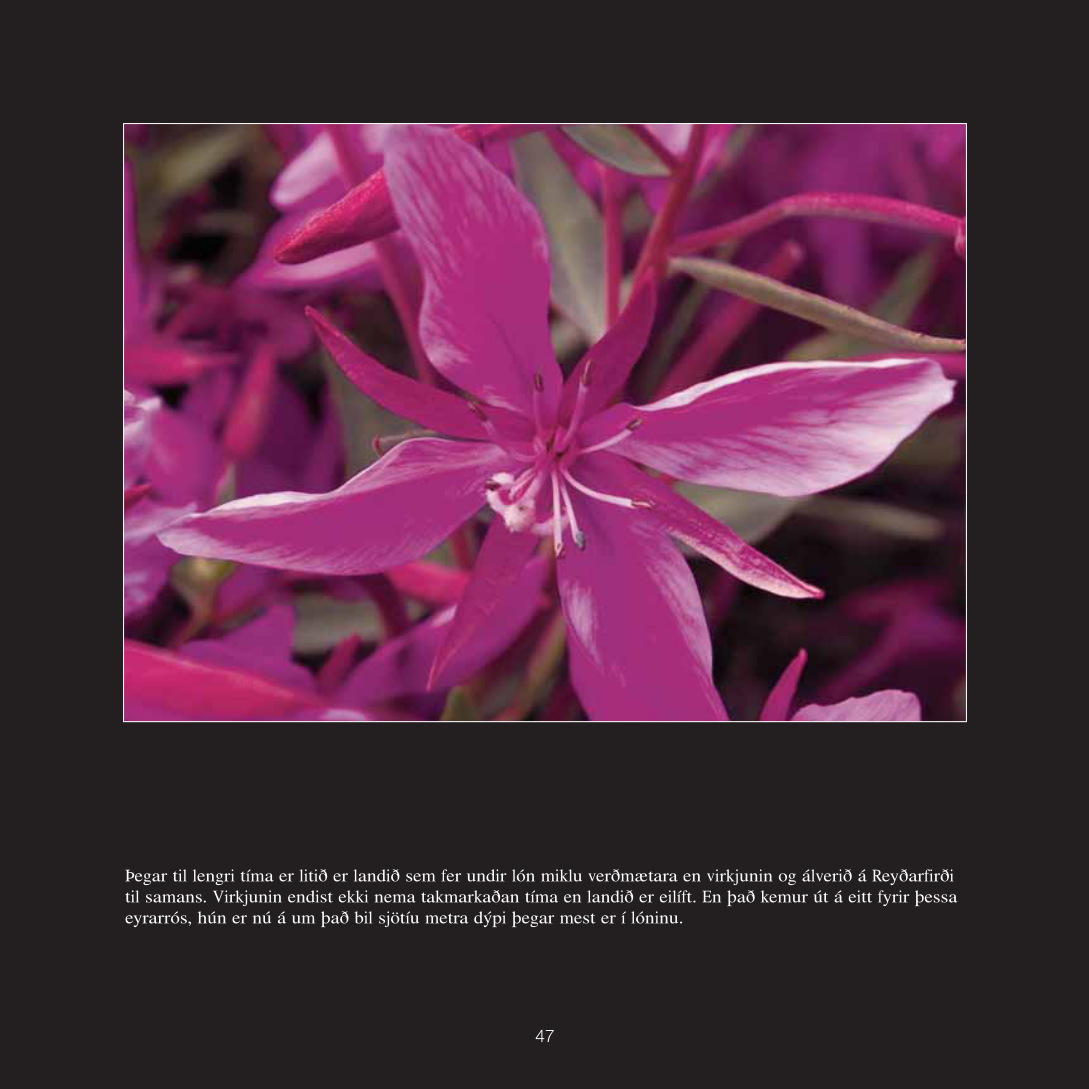 Þegar til lengri tíma er litið er landið sem fer undir lón miklu verðmætara en virkjunin og álverið á Reyðarfirði
til samans. Virkjunin endist ekki nema takmarkaðan tíma en landið er eilíft. En það kemur út á eitt fyrir þessa
eyrarrós, hún er nú á um það bil sjötíu metra dýpi þegar mest er í lóninu.
47